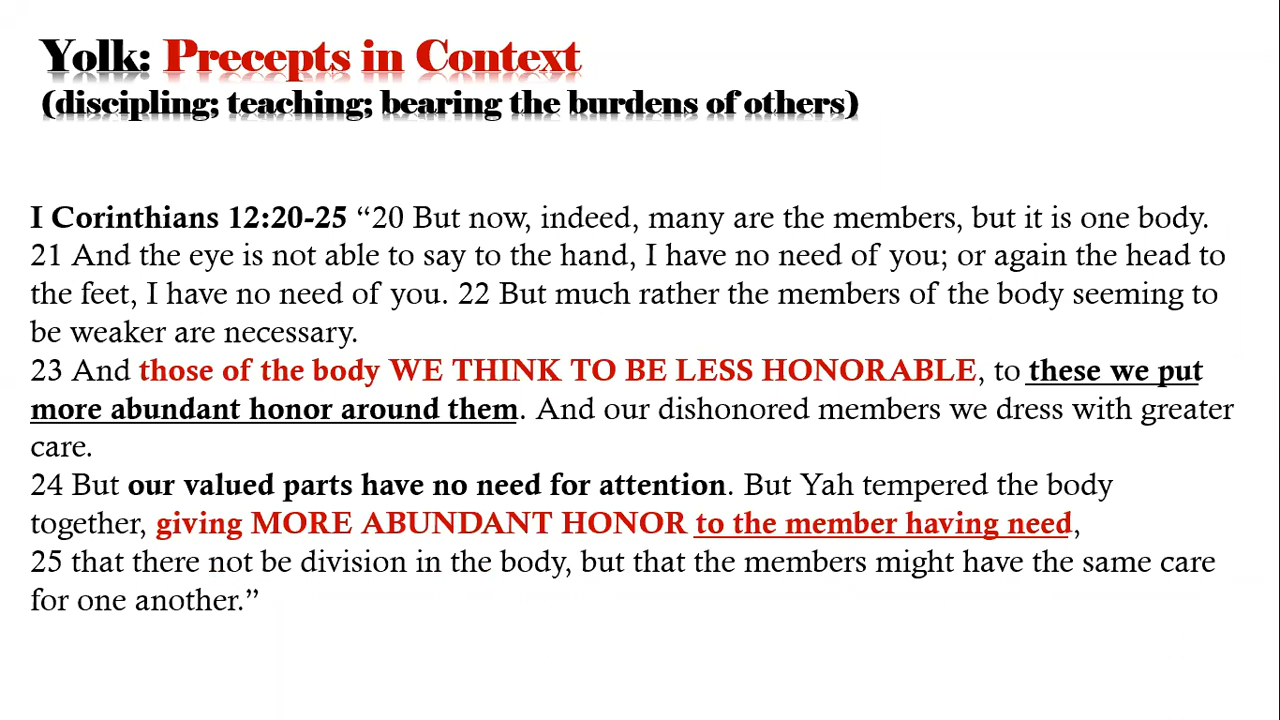 Yolk: Precepts in Context
(discipling; teaching; bearing the burdens of others)
I Corinthians 12:20-25 “20 But now, indeed, many are the members, but it is one body.
21 And the eye is not able to say to the hand, I have no need of you; or again the head to
the feet, I have no need of you. 22 But much rather the members of the body seeming to
be weaker are necessary.
23 And those of the body WE THINK TO BE LESS HONORABLE, to these we put
more abundant honor around them. And our dishonored members we dress with greater
care.
24 But our valued parts have no need for attention. But Yah tempered the body
together, giving MORE ABUNDANT HONOR to the member having need,
25 that there not be division in the body, but that the members might have the same care
for one another.”